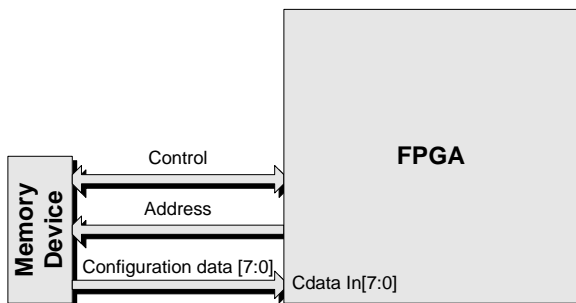 Control
FPGA
Address
Memory
Device
Configuration data [7:0]
Cdata In[7:0]